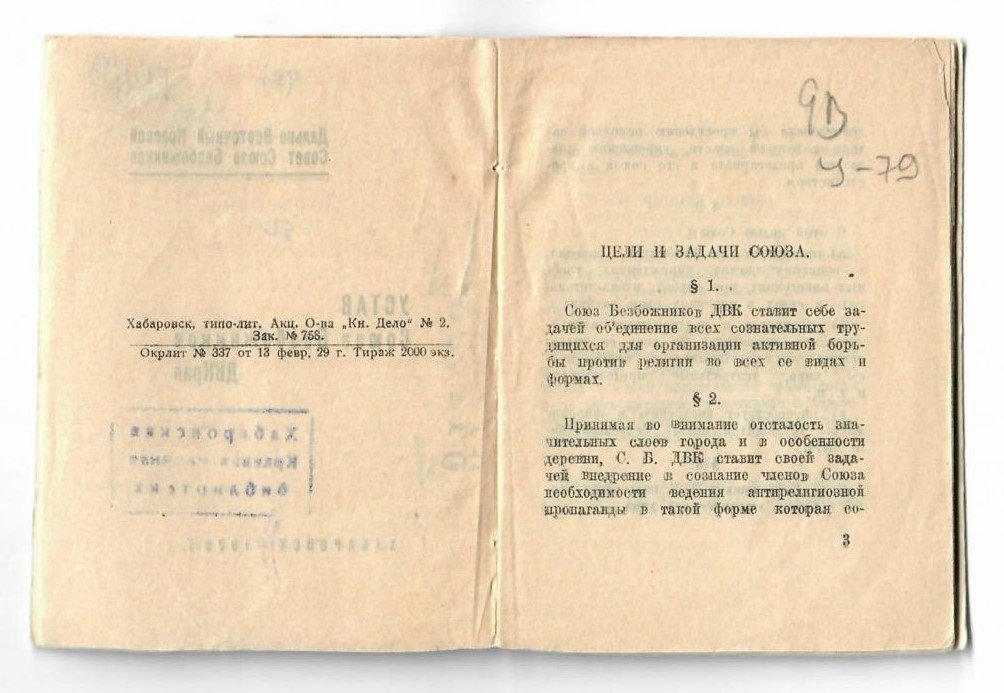 Хабаровск, типо-лит. Акц. О-ва „Кн. Дело“ № 2.
Зак. № 758.
Окрлит № 337 от 13 февр. 29 г. Тираж 2000 экз.
9В
У-79
ЦЕЛИ И ЗАДАЧИ СОЮЗА.
§ 1.
Союз Безбожников ДВК ставит себе за-
дачей об'единение всех сознательных тру-
дящихся для организации активной борь-
бы против религии во всех ее видах и
формах.
§ 2.
Принимая во внимание отсталость зна-
чительных слоев города и в особенности
деревни, С. Б. ДВК ставит своей зада-
чей внедрение в сознание членов Союза
необходимости ведения антирелигиозной
пропаганды в такой форме которая со-
3